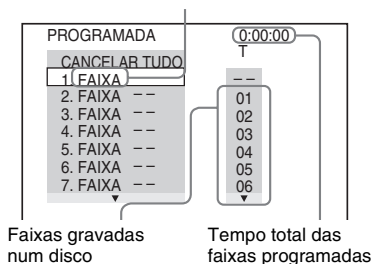 PROGRAMADA 0:00:00
T
CANCELAR TUDO
1. FAIXA – –
2. FAIXA – – 01
3. FAIXA – – 02
4. FAIXA – – 03
5. FAIXA – – 04
6. FAIXA – – 05
7. FAIXA – – 06
Faixas gravadas
num disco
Tempo total das
faixas programadas